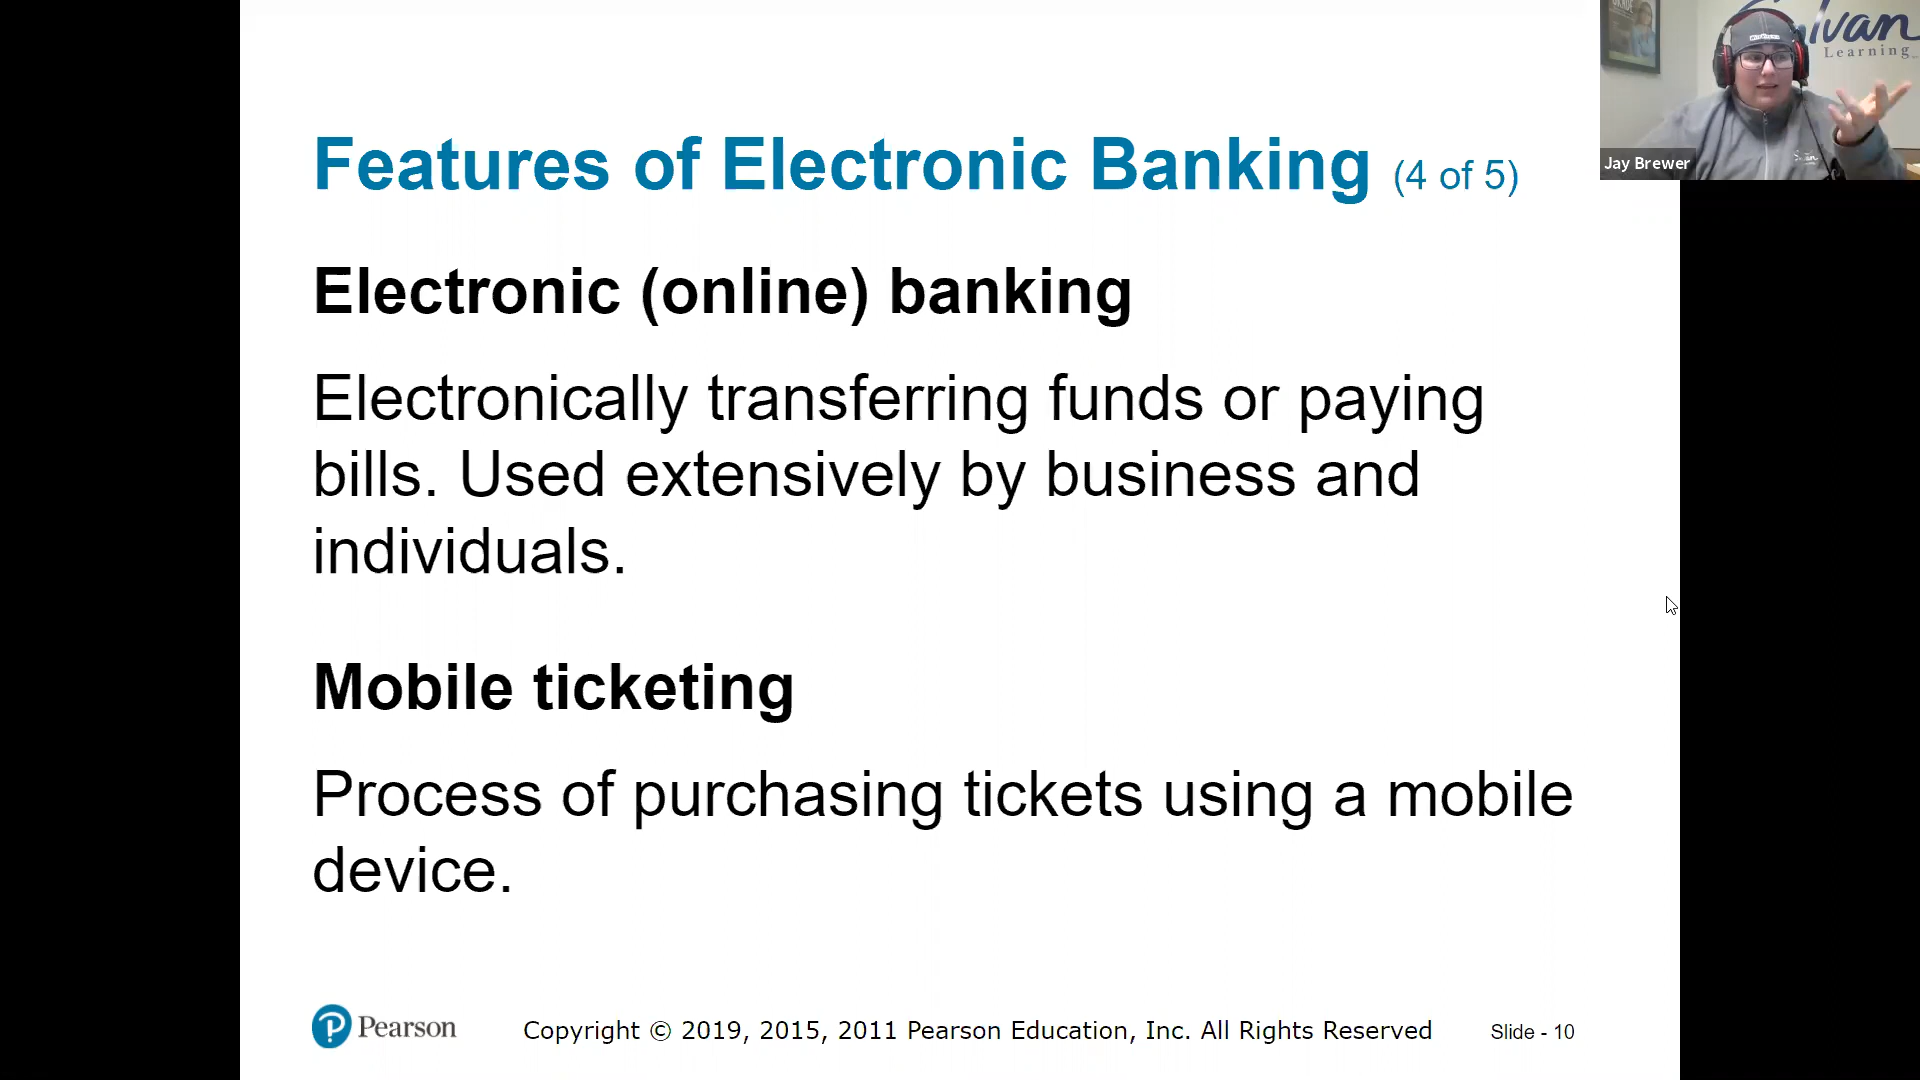 Features of Electronic Banking (4 of 5)
Electronic (online) banking
Electronically transferring funds or paying
bills. Used extensively by business and
individuals.
Mobile ticketing
Process of purchasing tickets using a mobile
device.
Pearson
Copyright © 2019, 2015, 2011 Pearson Education, Inc. All Rights Reserved
Slide - 10
Learning
Jay Brewer